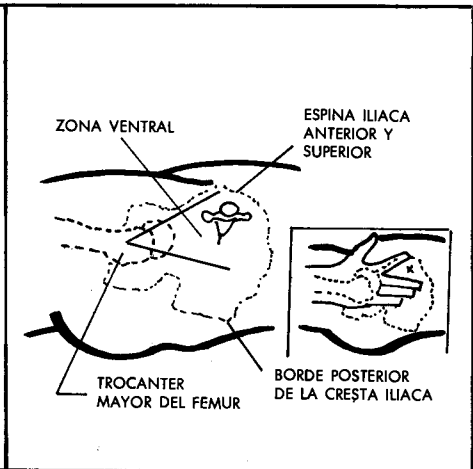 ZONA VENTRAL
ESPINA ILIACA
ANTERIOR Y
SUPERIOR
x
TROCANTER
MAYOR DEL FEMUR
BORDE POSTERIOR
DE LA CRESTA ILIACA